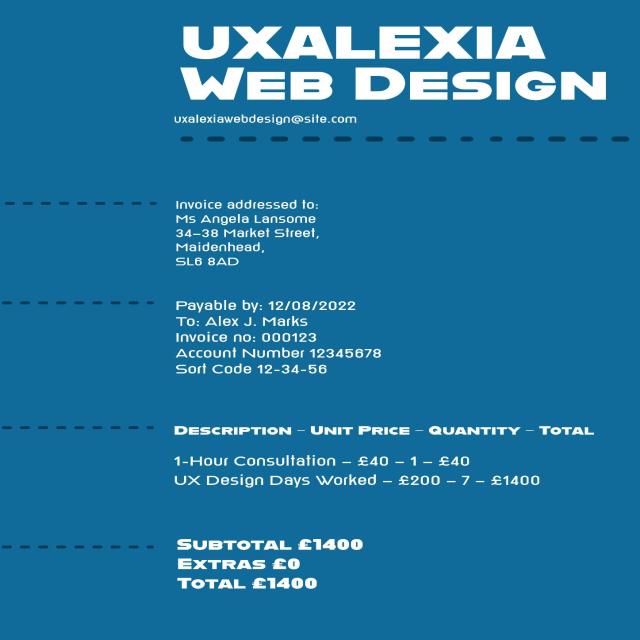 UXALEXIA
WEB DESIGN
uxalexiawebdesign@site.com
Invoice addressed to:
Ms Angela Lansome
34–38 Market Street,
Maidenhead,
SL6 8AD
Payable by: 12/08/2022
To: Alex J. Marks
Invoice no: 000123
Account Number 12345678
Sort Code 12-34-56
DESCRIPTION – UNIT PRICE – QUANTITY – TOTAL
1-Hour Consultation – £40 – 1 – £40
UX Design Days Worked – £200 – 7 – £1400
SUBTOTAL £1400
EXTRAS £0
TOTAL £1400